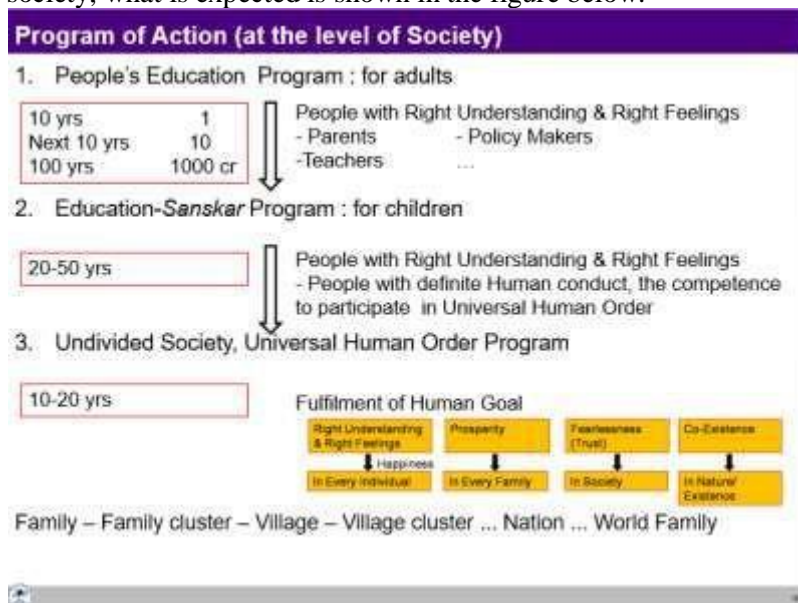 society, what is expected is shown in the figure below.
Program of Action (at the level of Society)
1. People's Education Program : for adults
10 yrs 1
Next 10 yrs 10
100 yrs 1000 cr
People with Right Understanding & Right Feelings
- Parents - Policy Makers
-Teachers ...
2. Education-Sanskar Program : for children
20-50 yrs
People with Right Understanding & Right Feelings
- People with definite Human conduct, the competence
to participate in Universal Human Order
3. Undivided Society, Universal Human Order Program
10-20 yrs
Fulfilment of Human Goal
Right Understanding & Right Feelings
Prosperity
Fearlessness (Trust)
Co-Existence
Happiness
In Every Individual
In Every Family
In Society
In Nature/ Existence
Family – Family cluster – Village – Village cluster ... Nation ... World Family